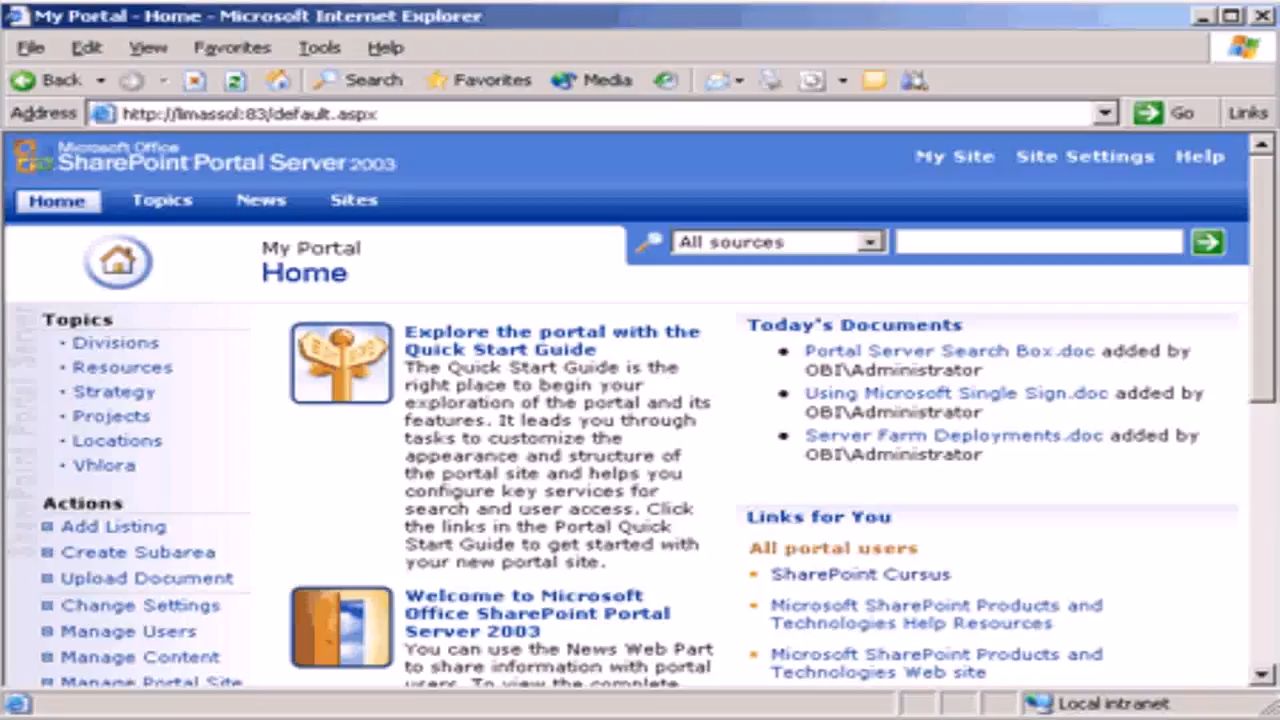 My Portal - Home - Microsoft Internet Explorer
File Edit View Favorites Tools Help
Back Search Favorites Media
Address http://limassol:83/default.aspx Go Links
Microsoft Office
SharePoint Portal Server 2003
My Site Site Settings Help
Home Topics News Sites
My Portal
Home
All sources
Topics
Divisions
Resources
Strategy
Projects
Locations
Vhlora
Actions
Add Listing
Create Subarea
Upload Document
Change Settings
Manage Users
Manage Content
Manage Portal Site
Explore the portal with the
Quick Start Guide
The Quick Start Guide is the
right place to begin your
exploration of the portal and its
features. It leads you through
tasks to customize the
appearance and structure of
the portal site and helps you
configure key services for
search and user access. Click
the links in the Portal Quick
Start Guide to get started with
your new portal site.
Welcome to Microsoft
Office SharePoint Portal
Server 2003
You can use the News Web Part
to share information with portal
users. To view the complete
Today's Documents
Portal Server Search Box.doc added by
OBI\Administrator
Using Microsoft Single Sign.doc added by
OBI\Administrator
Server Farm Deployments.doc added by
OBI\Administrator
Links for You
All portal users
SharePoint Cursus
Microsoft SharePoint Products and
Technologies Help Resources
Microsoft SharePoint Products and
Technologies Web site
Local intranet